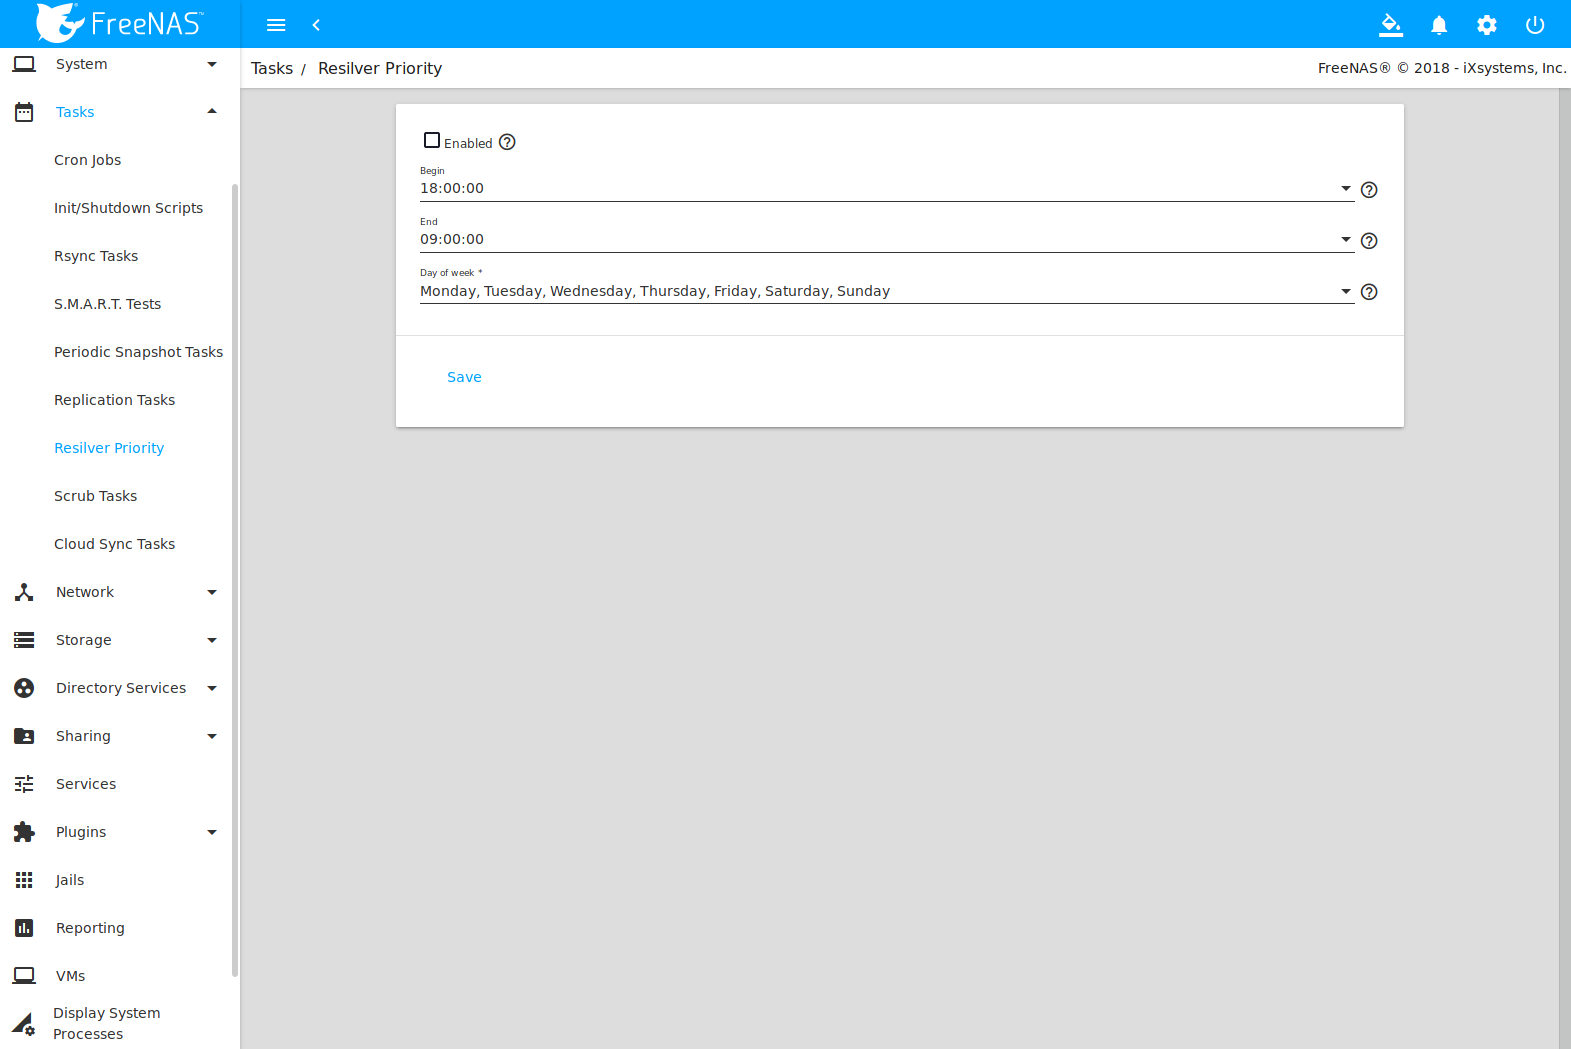 FreeNAS™
System
Tasks
Cron Jobs
Init/Shutdown Scripts
Rsync Tasks
S.M.A.R.T. Tests
Periodic Snapshot Tasks
Replication Tasks
Resilver Priority
Scrub Tasks
Cloud Sync Tasks
Network
Storage
Directory Services
Sharing
Services
Plugins
Jails
Reporting
VMs
Display System
Processes
Tasks / Resilver Priority
FreeNAS® © 2018 - iXsystems, Inc.
Enabled
Begin
18:00:00
End
09:00:00
Day of week *
Monday, Tuesday, Wednesday, Thursday, Friday, Saturday, Sunday
Save